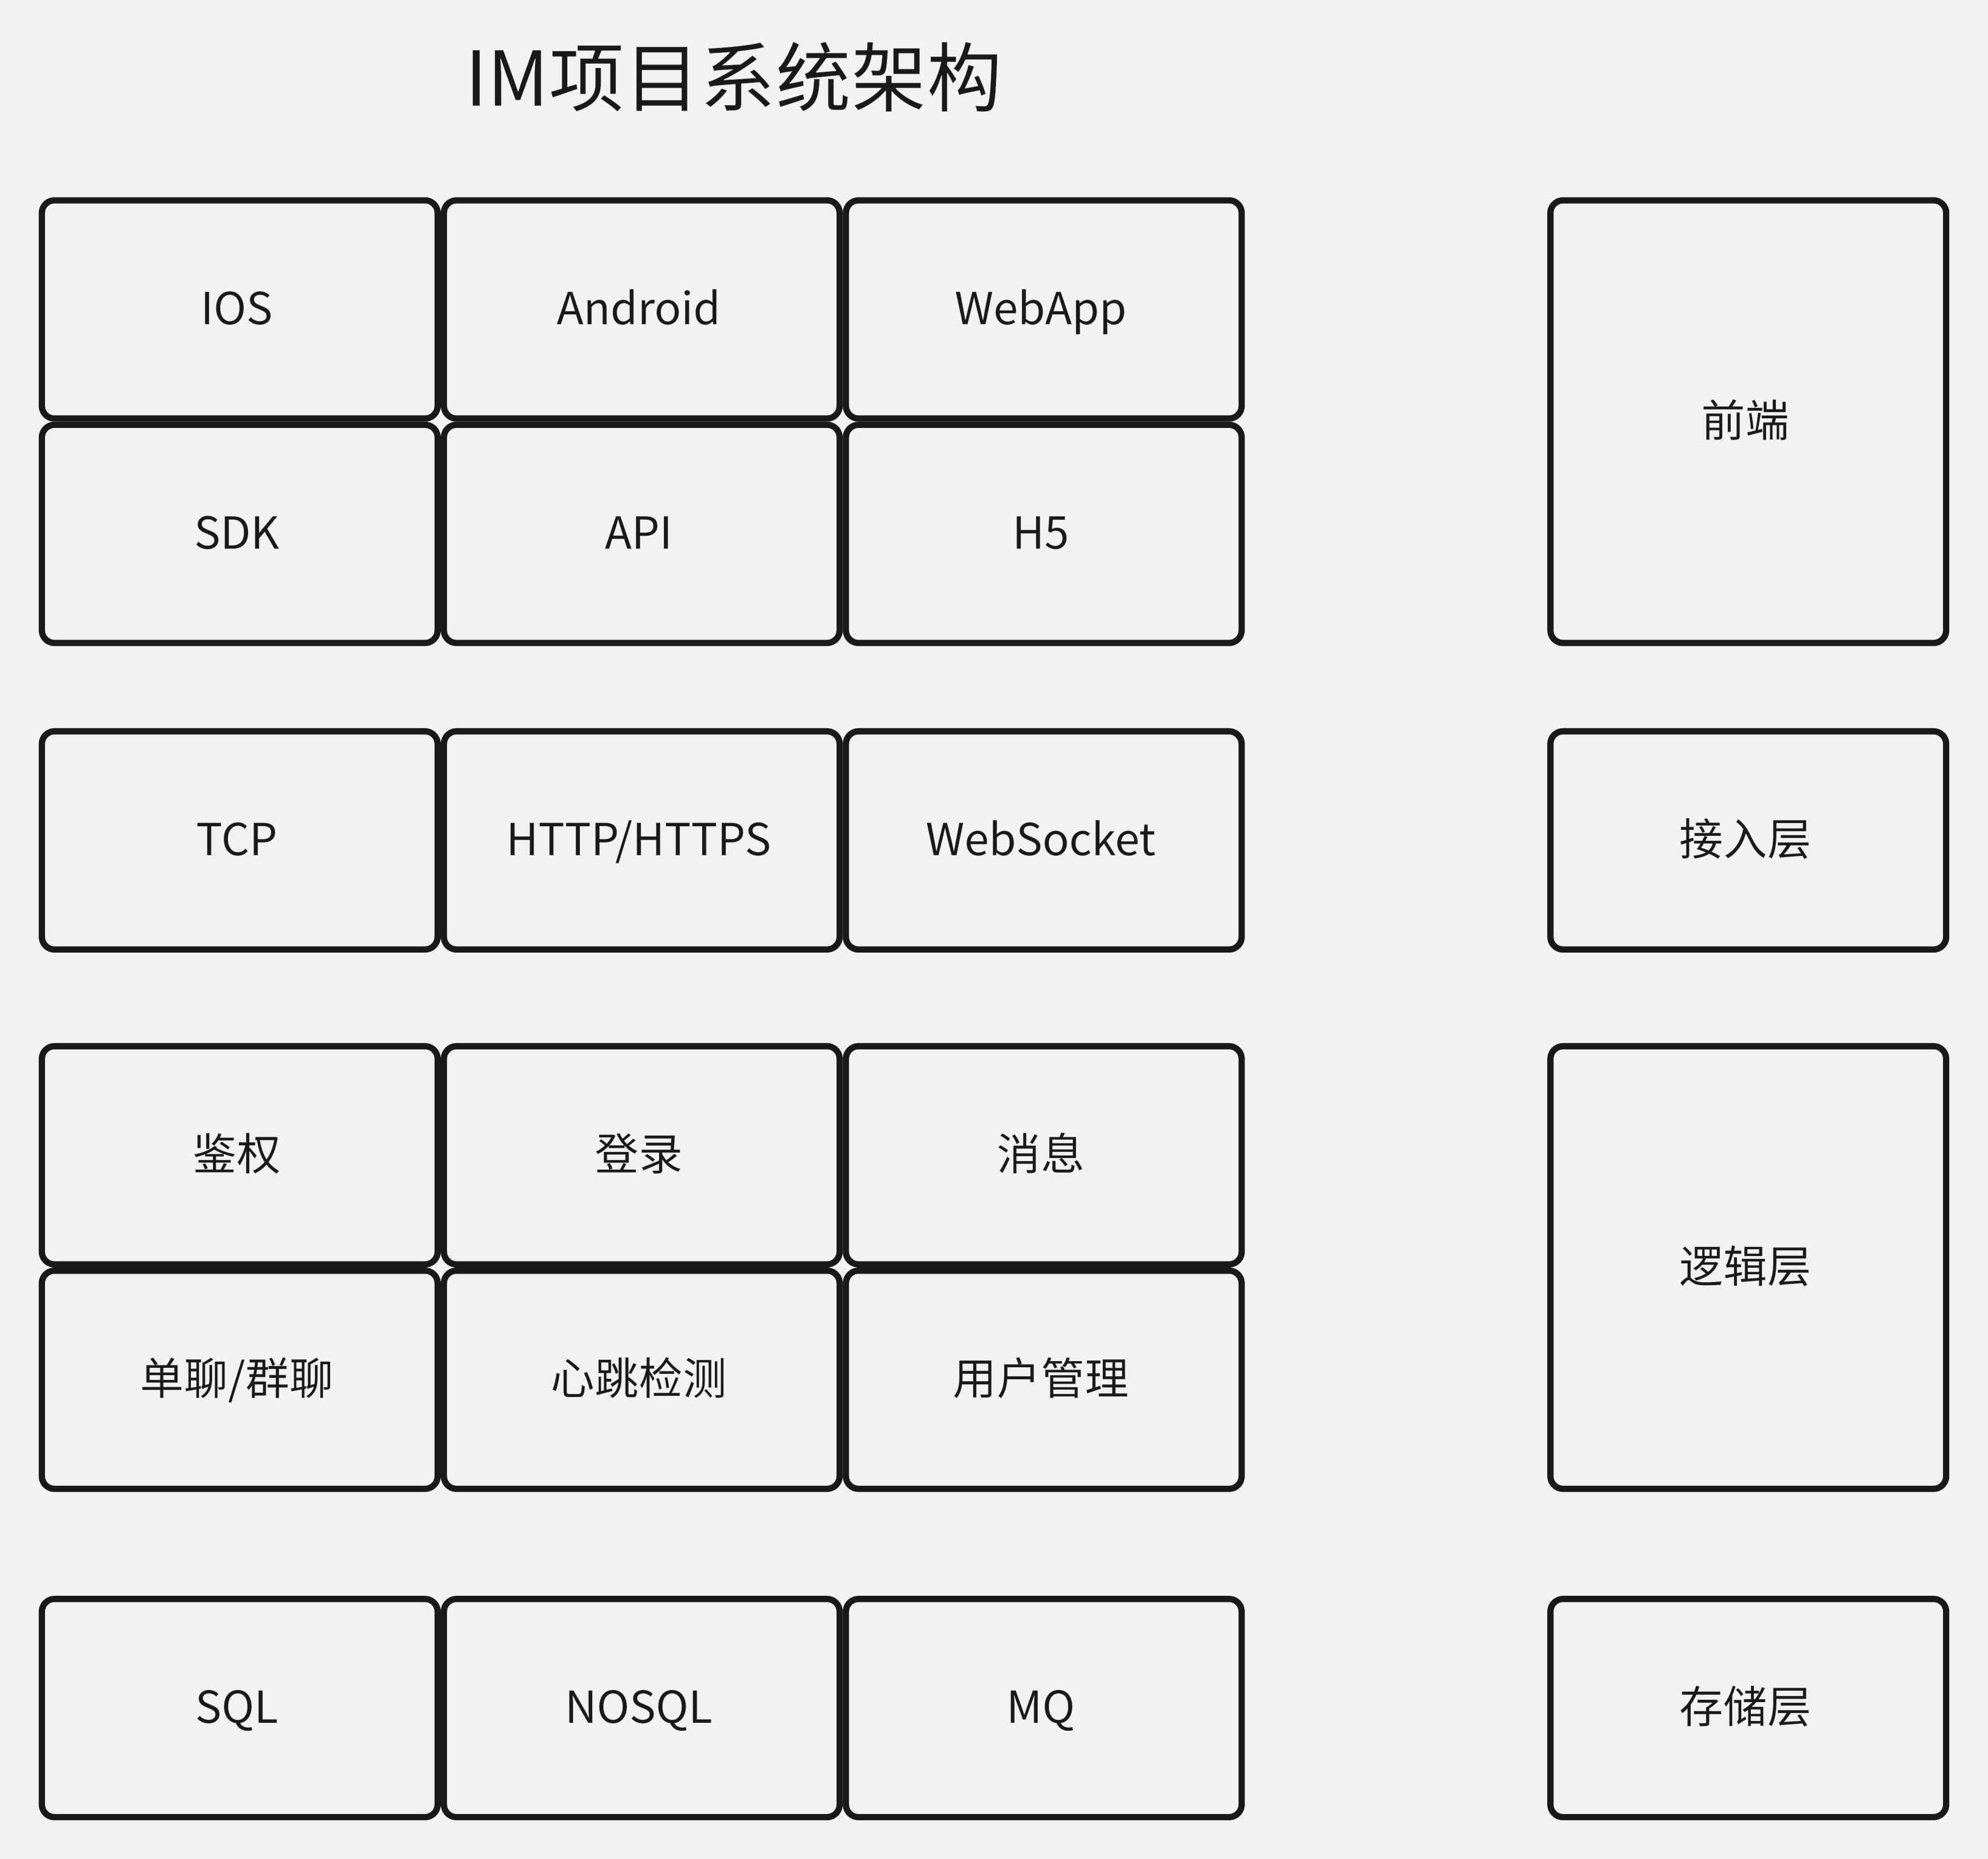 IM项目系统架构
IOS
Android
WebApp
前端
SDK
API
H5
TCP
HTTP/HTTPS
WebSocket
接入层
鉴权
登录
消息
逻辑层
单聊/群聊
心跳检测
用户管理
SQL
NOSQL
MQ
存储层